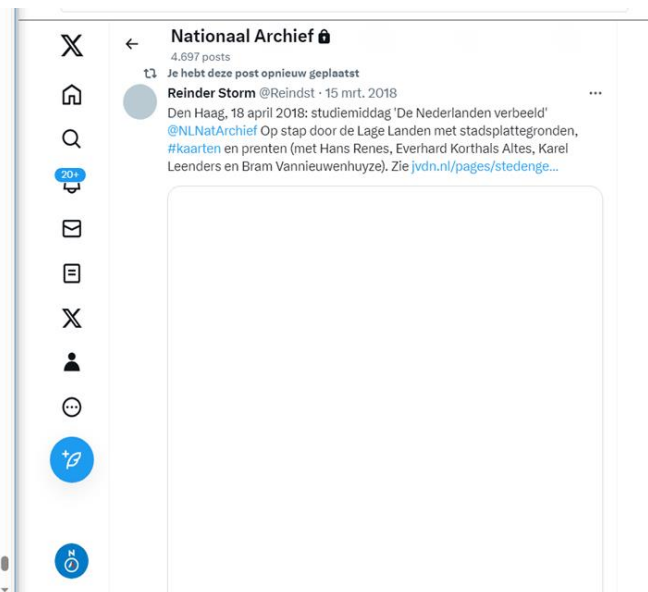 Nationaal Archief
4.697 posts
Je hebt deze post opnieuw geplaatst
Reinder Storm @Reindst · 15 mrt. 2018
Den Haag, 18 april 2018: studiemiddag 'De Nederlanden verbeeld'
@NLNatArchief Op stap door de Lage Landen met stadsplattegronden,
#kaarten en prenten (met Hans Renes, Everhard Korthals Altes, Karel
Leenders en Bram Vannieuwenhuyze). Zie jvdn.nl/pages/stedenge...
20+
N